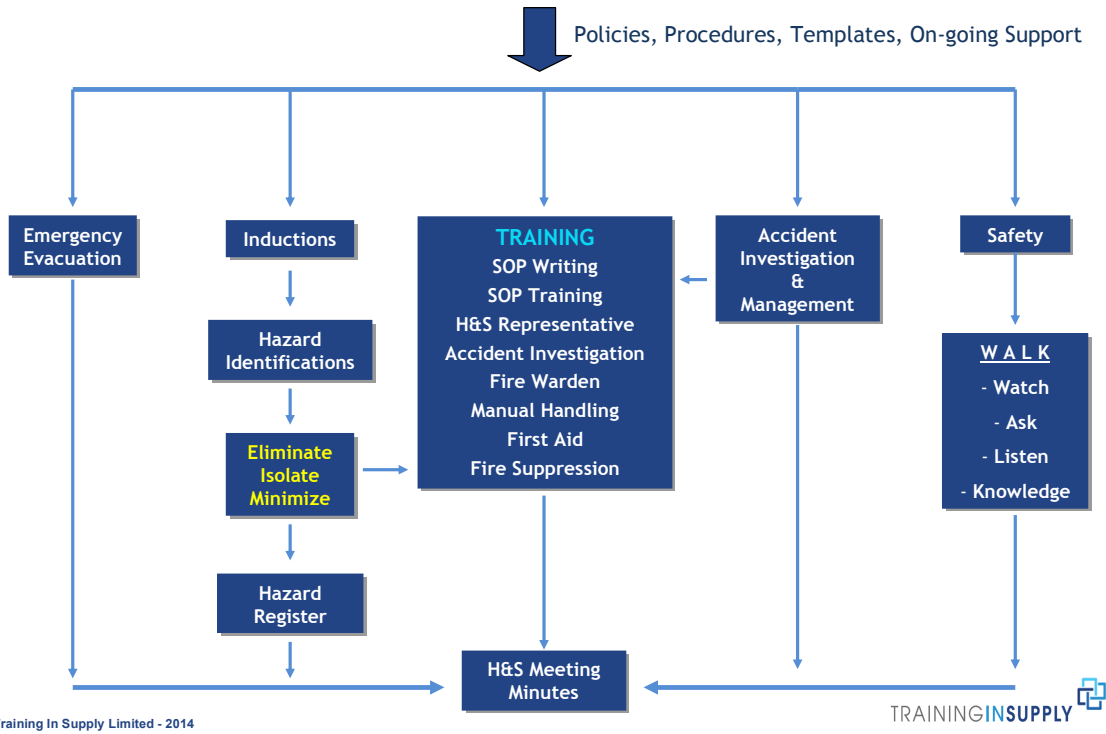 Policies, Procedures, Templates, On-going Support
Emergency
Evacuation
Inductions
Hazard
Identifications
Eliminate
Isolate
Minimize
Hazard
Register
TRAINING
SOP Writing
SOP Training
H&S Representative
Accident Investigation
Fire Warden
Manual Handling
First Aid
Fire Suppression
Accident
Investigation
&
Management
Safety
W A L K
- Watch
- Ask
- Listen
- Knowledge
H&S Meeting
Minutes
raining In Supply Limited - 2014
TRAININGINSUPPLY